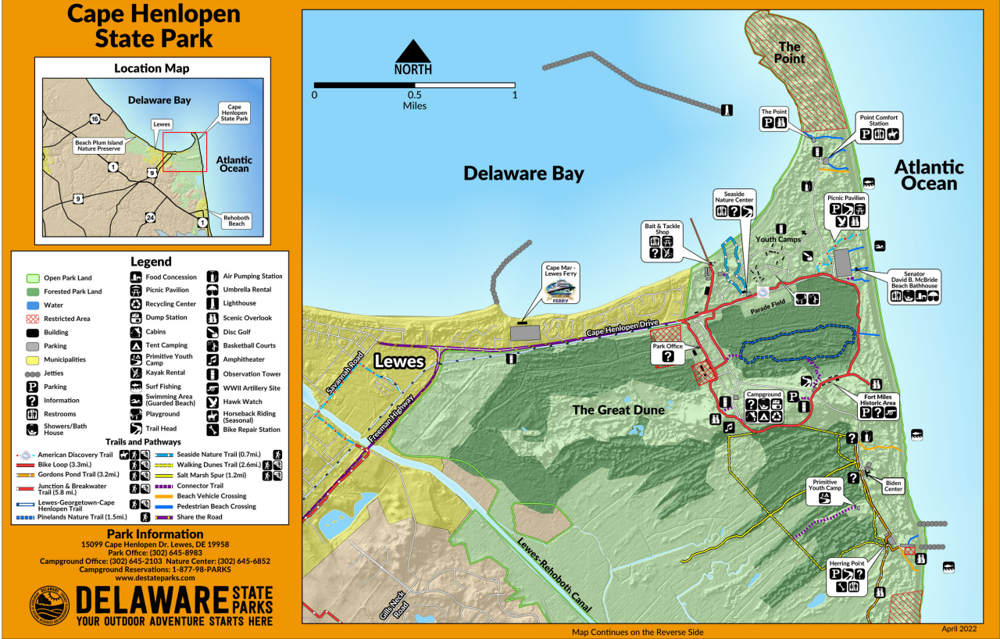 Cape Henlopen
State Park
Location Map
Delaware Bay
Cape
Henlopen
State Park
16
Lewes
Beach Plum Island
Nature Preserve
1
9
Atlantic
Ocean
9
24
1
Rehoboth
Beach
Legend
Open Park Land
Forested Park Land
Water
Restricted Area
Building
Parking
Municipalities
Jetties
Parking
Information
Restrooms
Showers/Bath
House
Food Concession
Picnic Pavilion
Recycling Center
Dump Station
Cabins
Tent Camping
Primitive Youth
Camp
Kayak Rental
Surf Fishing
Swimming Area
(Guarded Beach)
Playground
Trail Head
Air Pumping Station
Umbrella Rental
Lighthouse
Scenic Overlook
Disc Golf
Basketball Courts
Amphitheater
Observation Tower
WWII Artillery Site
Hawk Watch
Horseback Riding
(Seasonal)
Bike Repair Station
Trails and Pathways
American Discovery Trail
Bike Loop (3.3mi.)
Gordons Pond Trail (3.2mi.)
Junction & Breakwater
Trail (5.8 mi.)
Lewes-Georgetown-Cape
Henlopen Trail
Pinelands Nature Trail (1.5mi.)
Seaside Nature Trail (0.7mi.)
Walking Dunes Trail (2.6mi.)
Salt Marsh Spur (1.2mi)
Connector Trail
Beach Vehicle Crossing
Pedestrian Beach Crossing
Share the Road
Park Information
15099 Cape Henlopen Dr. Lewes, DE 19958
Park Office: (302) 645-8983
Campground Office: (302) 645-2103 Nature Center: (302) 645-6852
Campground Reservations: 1-877-98-PARKS
www.destateparks.com
DELAWARE STATE PARKS
YOUR OUTDOOR ADVENTURE STARTS HERE
NORTH
0 0.5 1
Miles
The
Point
The Point
P
Point Comfort
Station
P
Delaware Bay
Atlantic
Ocean
Seaside
Nature Center
?
Picnic Pavilion
P
Bait & Tackle
Shop
?
Youth Camps
Cape May -
Lewes Ferry
FERRY
Senator
David B. McBride
Beach Bathhouse
Parade Field
Cape Henlopen Drive
Park Office
?
Lewes
Savannah Road
Freeman Highway
The Great Dune
Campground
?
P
Fort Miles
Historic Area
P ?
?
?
Biden
Center
Primitive
Youth Camp
Herring Point
P ?
Lewes-Rehoboth Canal
Gills Neck
Road
Map Continues on the Reverse Side
April 2022